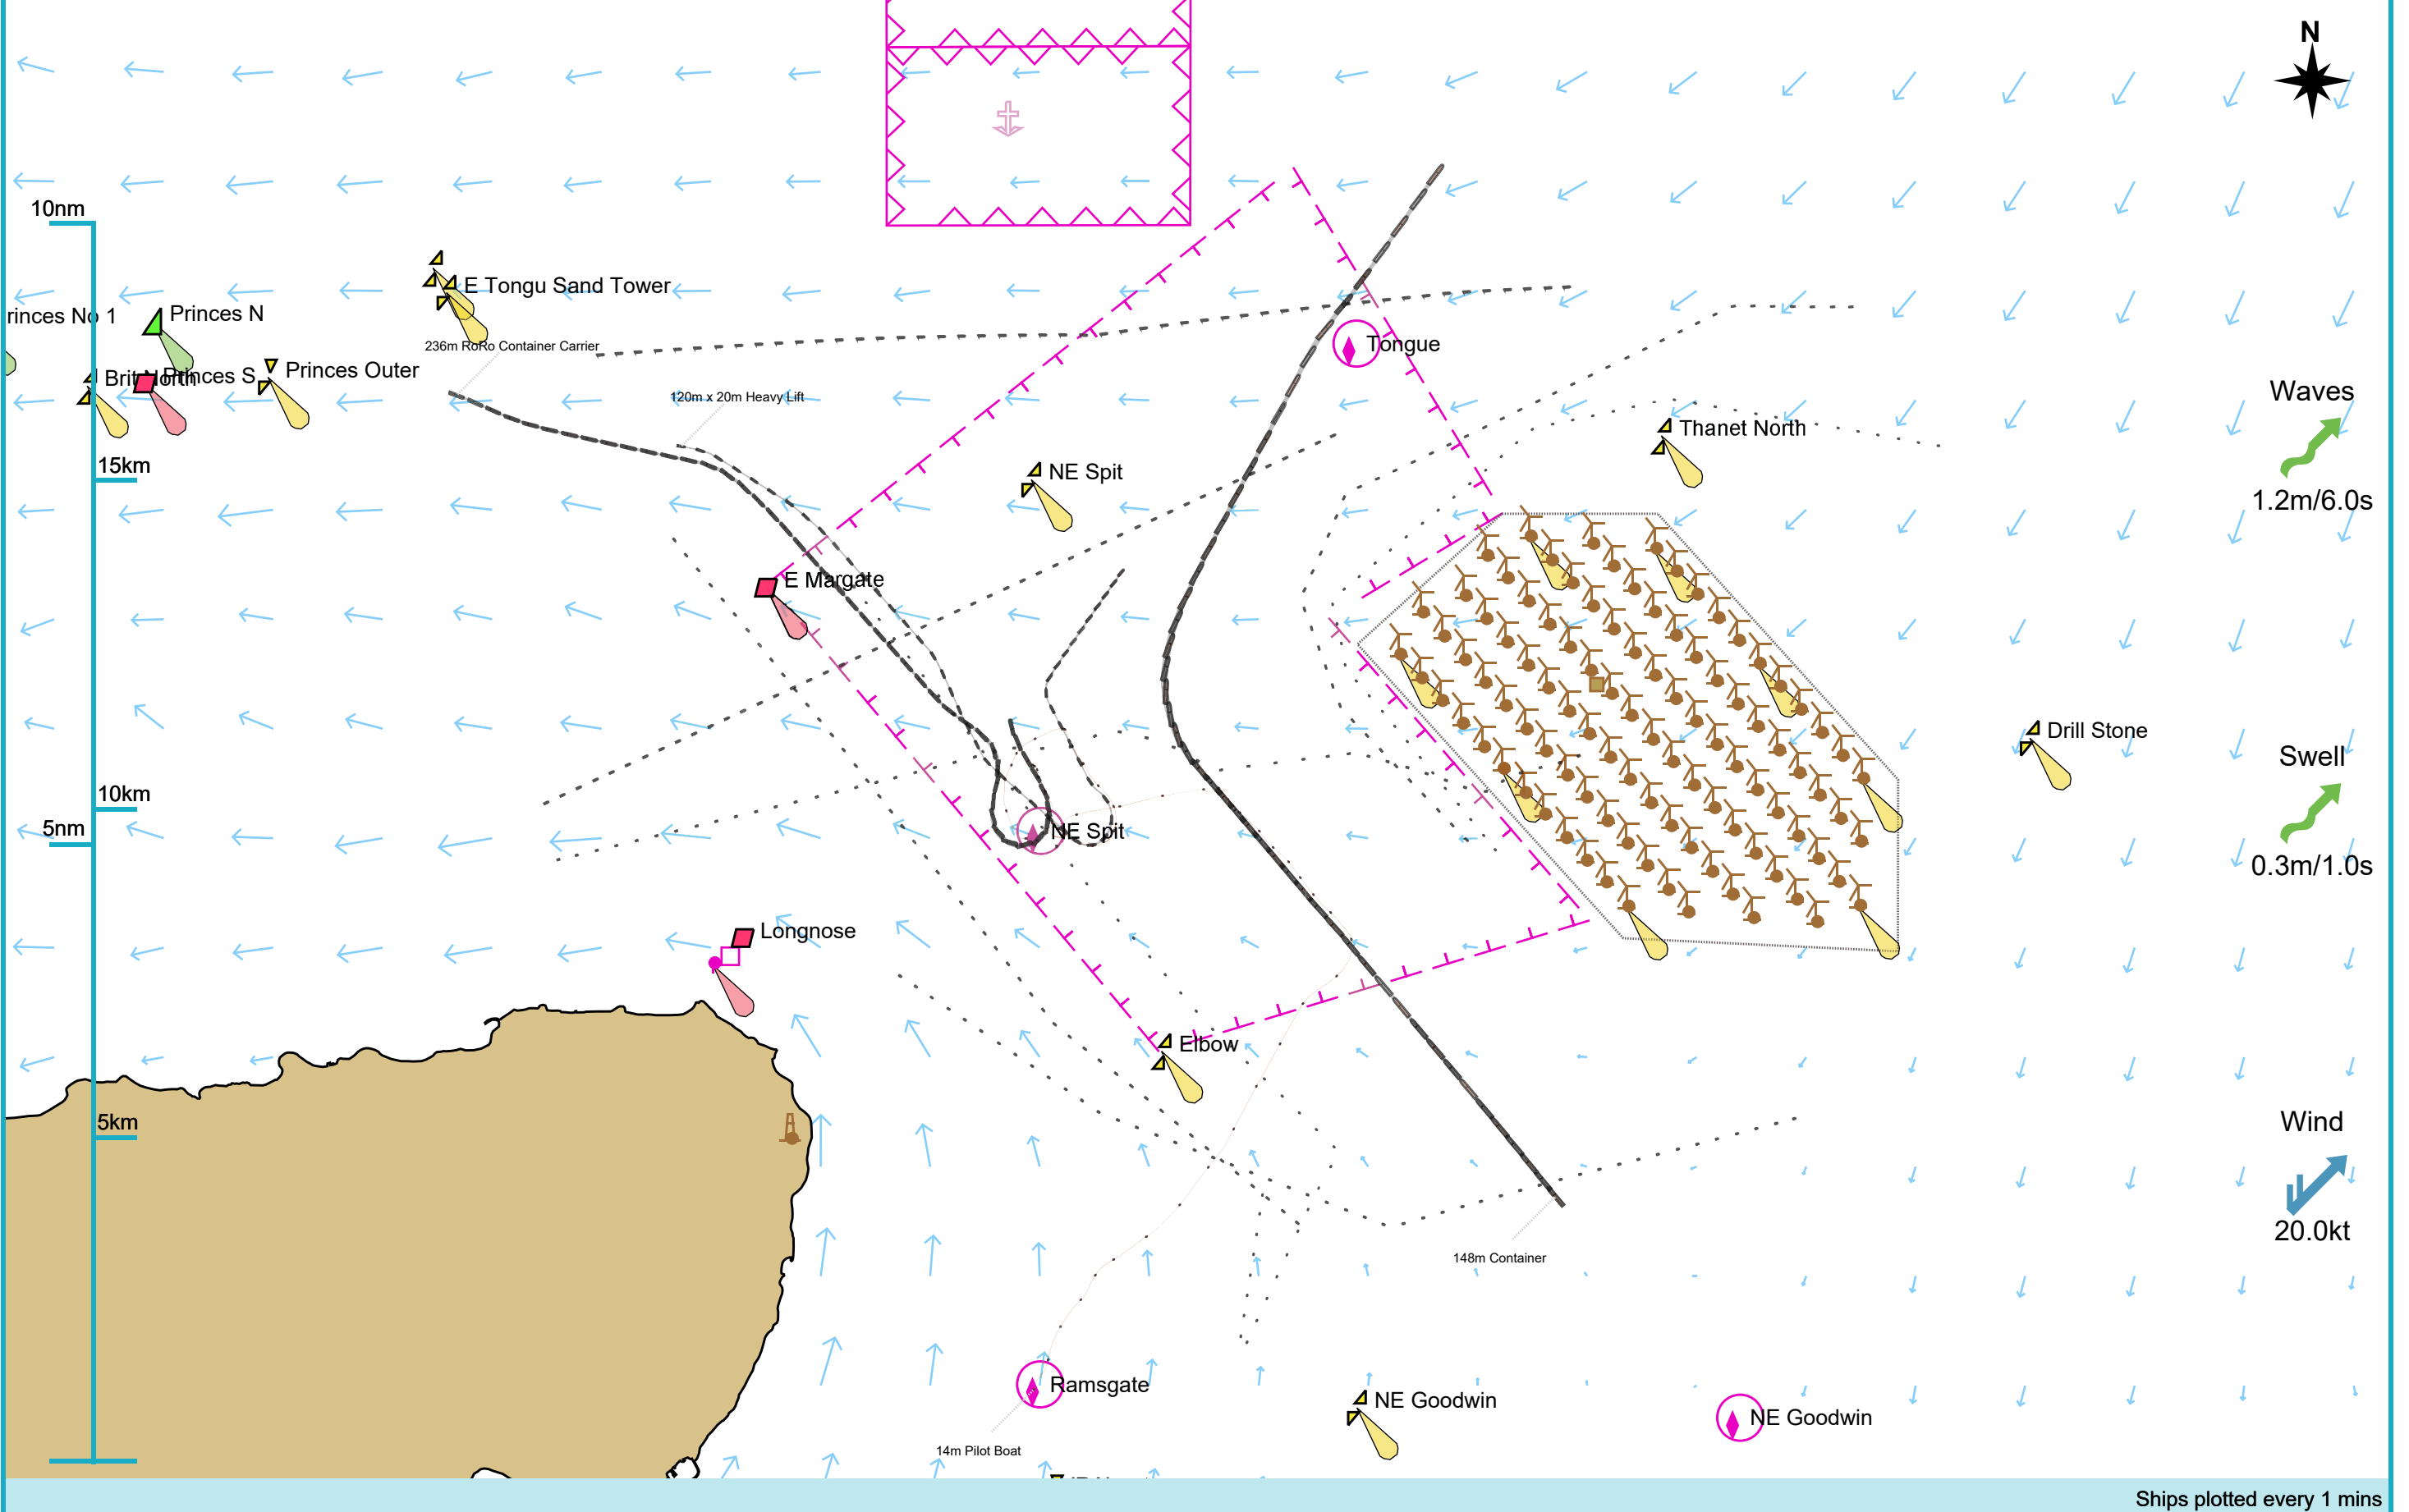 N
10nm
E Tongu Sand Tower
rinces No 1
Princes N
Tongue
236m RoRo Container Carrier
Princes Outer
Brit North
Princes S
Waves
120m x 20m Heavy Lift
Thanet North
15km
NE Spit
1.2m/6.0s
E Margate
Drill Stone
Swell
10km
5nm
NE Spit
0.3m/1.0s
Longnose
Elbow
5km
Wind
20.0kt
148m Container
Ramsgate
NE Goodwin
NE Goodwin
14m Pilot Boat
Ships plotted every 1 mins